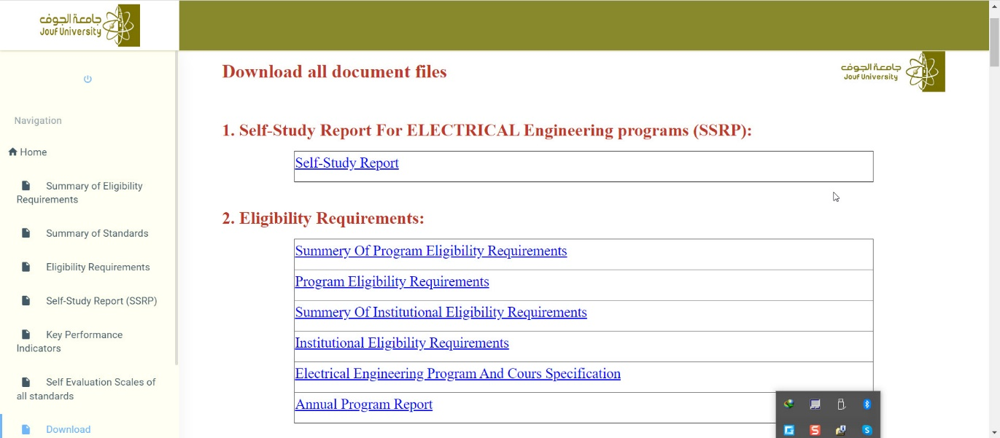 جامعة الجوف
Jouf University
Navigation
Home
Summary of Eligibility
Requirements
Summary of Standards
Eligibility Requirements
Self-Study Report (SSRP)
Key Performance
Indicators
Self Evaluation Scales of
all standards
Download
Download all document files
جامعة الجوف
Jouf University
1. Self-Study Report For ELECTRICAL Engineering programs (SSRP):
Self-Study Report
2. Eligibility Requirements:
Summery Of Program Eligibility Requirements
Program Eligibility Requirements
Summery Of Institutional Eligibility Requirements
Institutional Eligibility Requirements
Electrical Engineering Program And Cours Specification
Annual Program Report